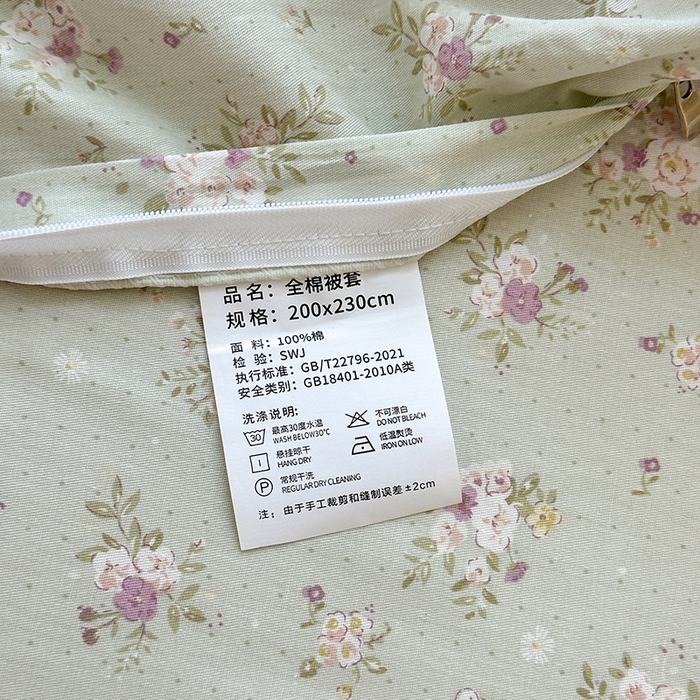 品 名：全棉被套
规 格：200x230cm
面 料：100%棉
检 验：SWJ
执行标准：GB/T22796-2021
安全类别：GB18401-2010A类
洗涤说明：
30 最高30度水温 WASH BELOW30℃
不可漂白 DO NOT BLEACH
悬挂晾干 HANG DRY
低温熨烫 IRON ON LOW
P 常规干洗 REGULAR DRY CLEANING
注：由于手工裁剪和缝制误差±2cm